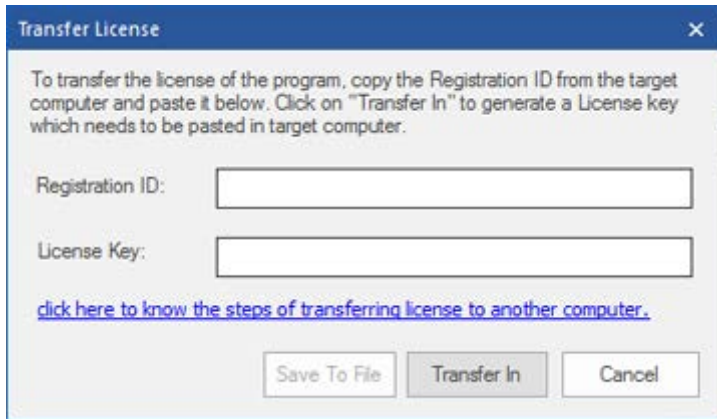 Transfer License
To transfer the license of the program, copy the Registration ID from the target
computer and paste it below. Click on "Transfer In" to generate a License key
which needs to be pasted in target computer.
Registration ID:
License Key:
click here to know the steps of transferring license to another computer.
Save To File Transfer In Cancel